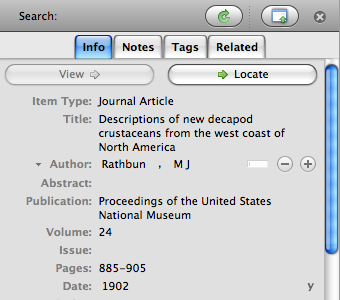 Search:
Info Notes Tags Related
View Locate
Item Type: Journal Article
Title: Descriptions of new decapod
crustaceans from the west coast of
North America
Author: Rathbun , M J
Abstract:
Publication: Proceedings of the United States
National Museum
Volume: 24
Issue:
Pages: 885-905
Date: 1902 y